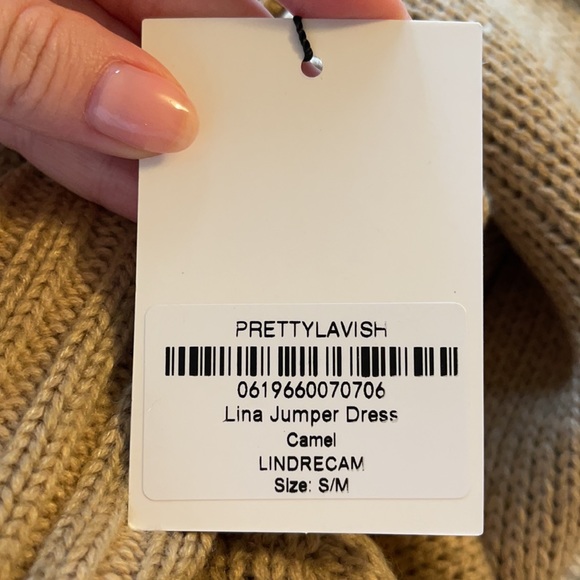 PRETTYLAVISH
0619660070706
Lina Jumper Dress
Camel
LINDRECAM
Size: S/M